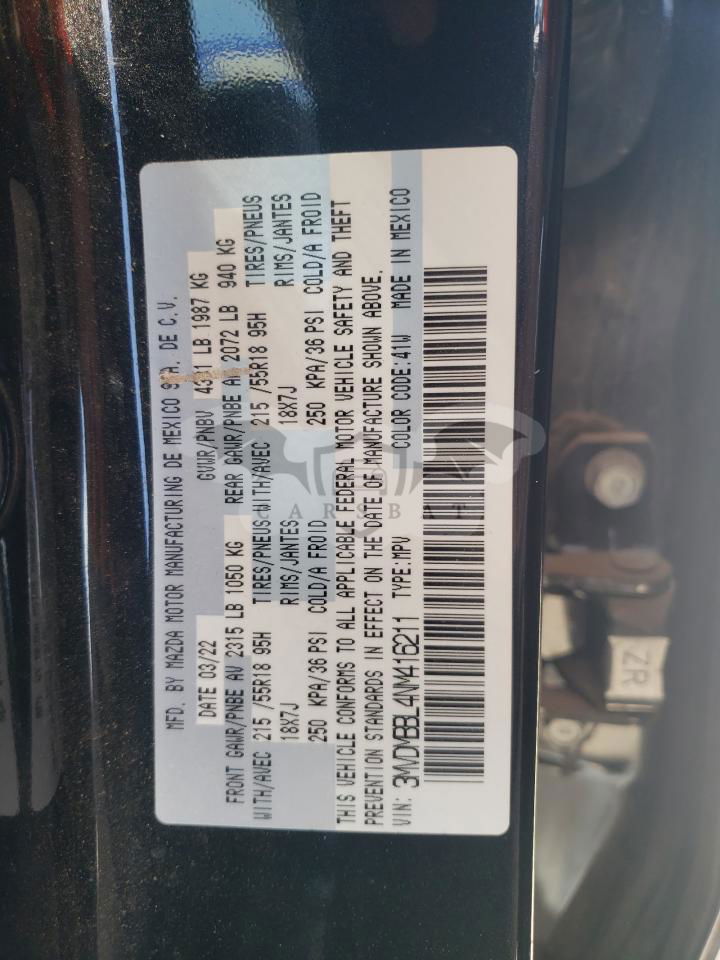 MFD. BY MAZDA MOTOR MANUFACTURING DE MEXICO S.A. DE C.V.
DATE 03/22 GVWR/PNBV 4381 LB 1987 KG
FRONT GAWR/PNBE AV 2315 LB 1050 KG REAR GAWR/PNBE AR 2072 LB 940 KG
WITH/AVEC 215 /55R18 95H TIRES/PNEUS WITH/AVEC 215 /55R18 95H TIRES/PNEUS
18X7J RIMS/JANTES 18X7J RIMS/JANTES
250 KPA/36 PSI COLD/A FROID 250 KPA/36 PSI COLD/A FROID
THIS VEHICLE CONFORMS TO ALL APPLICABLE FEDERAL MOTOR VEHICLE SAFETY AND THEFT
PREVENTION STANDARDS IN EFFECT ON THE DATE OF MANUFACTURE SHOWN ABOVE.
VIN: 3MVDMBBL4NM416211 TYPE:MPV COLOR CODE:41W MADE IN MEXICO
CARSBAT
ZR